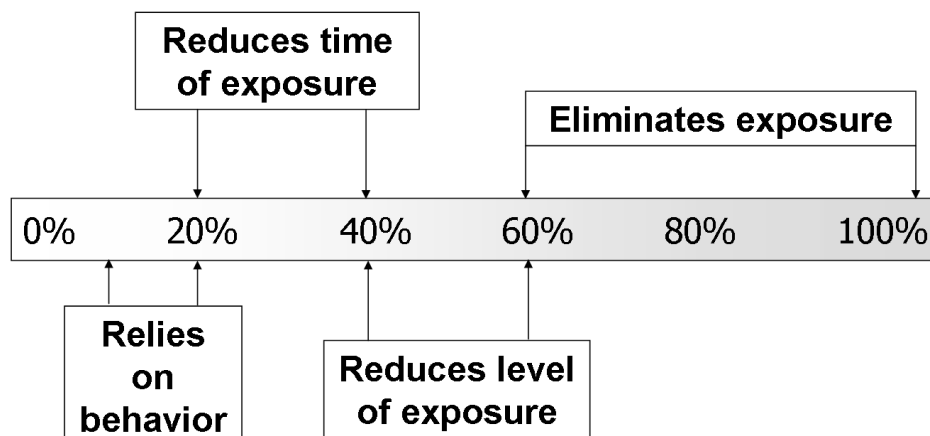 Reduces time
of exposure
Eliminates exposure
0% 20% 40% 60% 80% 100%
Relies
on
behavior
Reduces level
of exposure